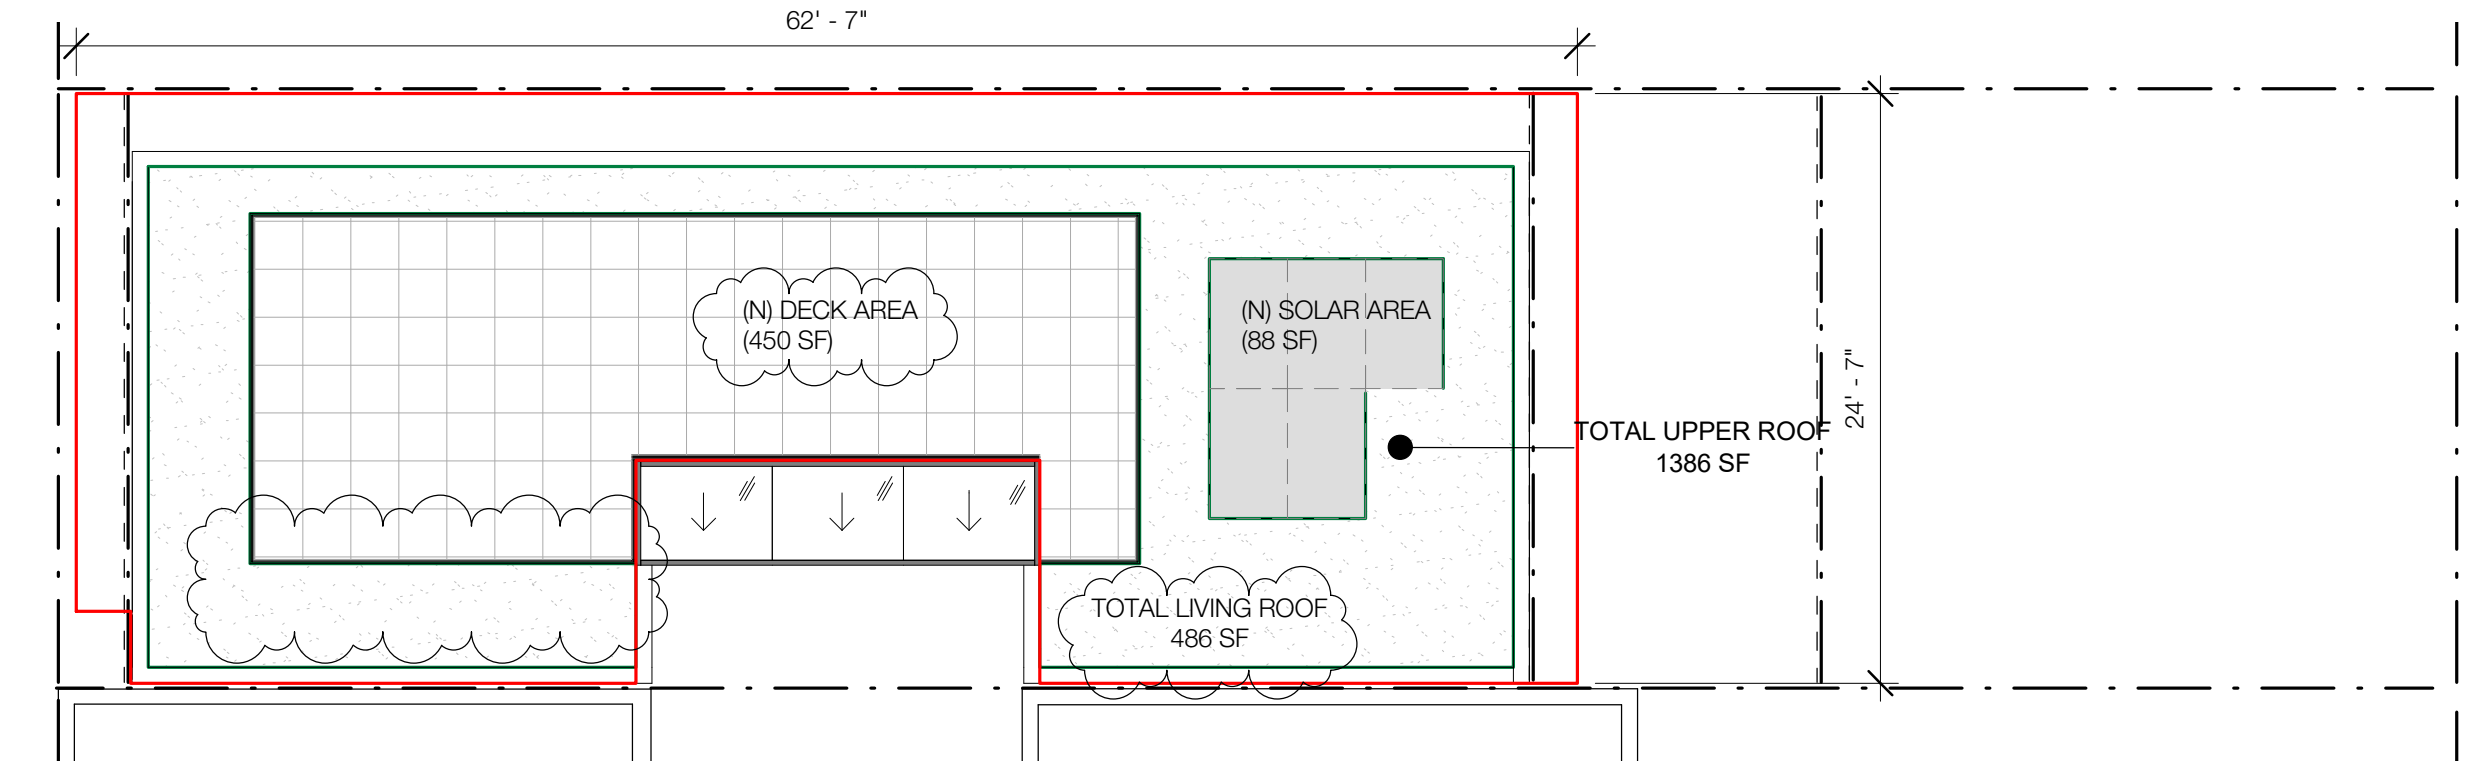 62' - 7"
(N) DECK AREA
(450 SF)
(N) SOLAR AREA
(88 SF)
24' - 7"
TOTAL UPPER ROOF
1386 SF
TOTAL LIVING ROOF
486 SF